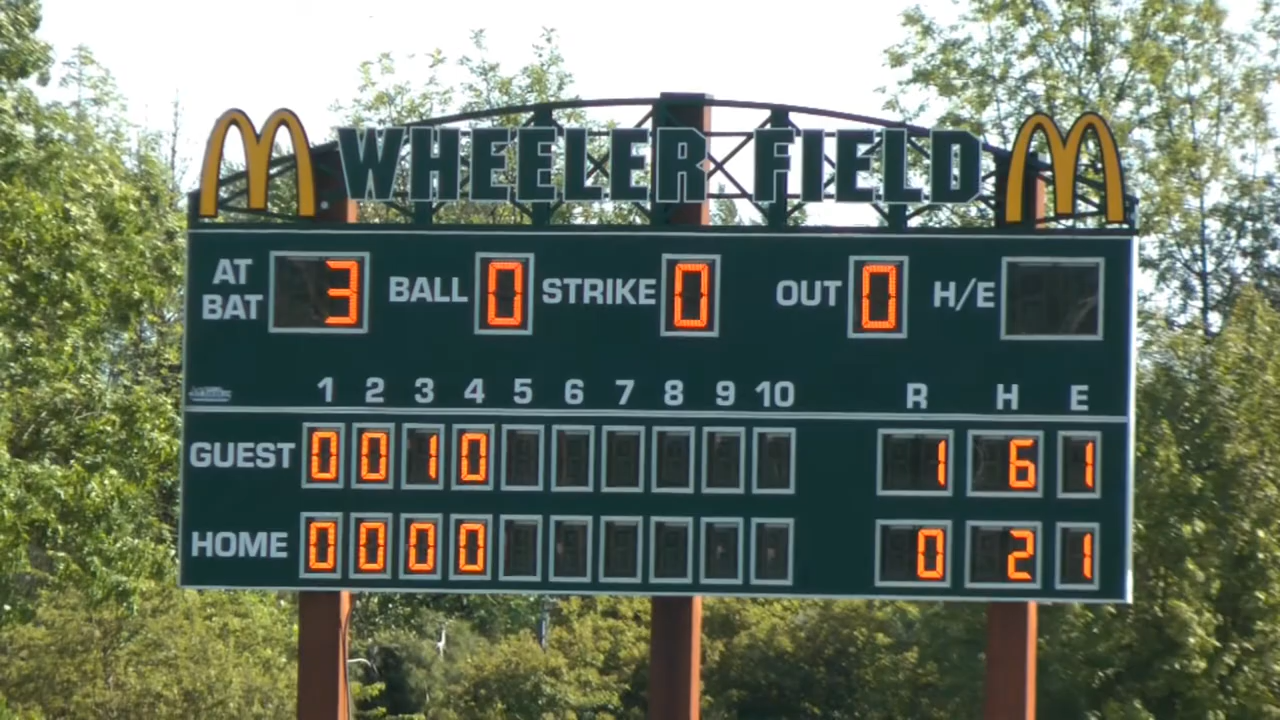 WHEELER FIELD
AT BAT 3 BALL 0 STRIKE 0 OUT 0 H/E
1 2 3 4 5 6 7 8 9 10 R H E
GUEST 0 0 1 0 1 6 1
HOME 0 0 0 0 0 2 1